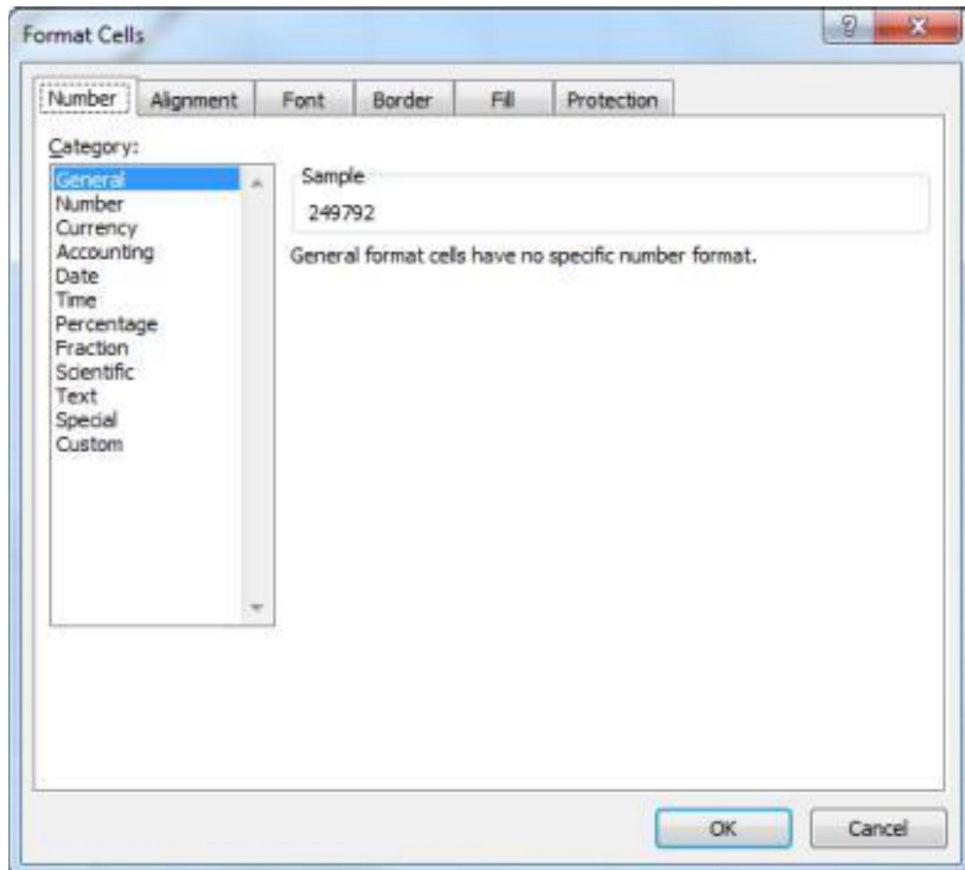 Format Cells
Number Alignment Font Border Fill Protection
Category:
General
Number
Currency
Accounting
Date
Time
Percentage
Fraction
Scientific
Text
Special
Custom
Sample
249792
General format cells have no specific number format.
OK Cancel